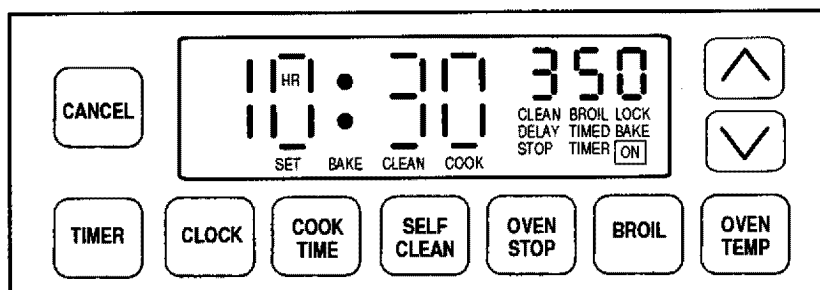 CANCEL
10:30
HR
350
CLEAN BROIL LOCK
DELAY TIMED BAKE
STOP TIMER ON
SET BAKE CLEAN COOK
TIMER
CLOCK
COOK
TIME
SELF
CLEAN
OVEN
STOP
BROIL
OVEN
TEMP